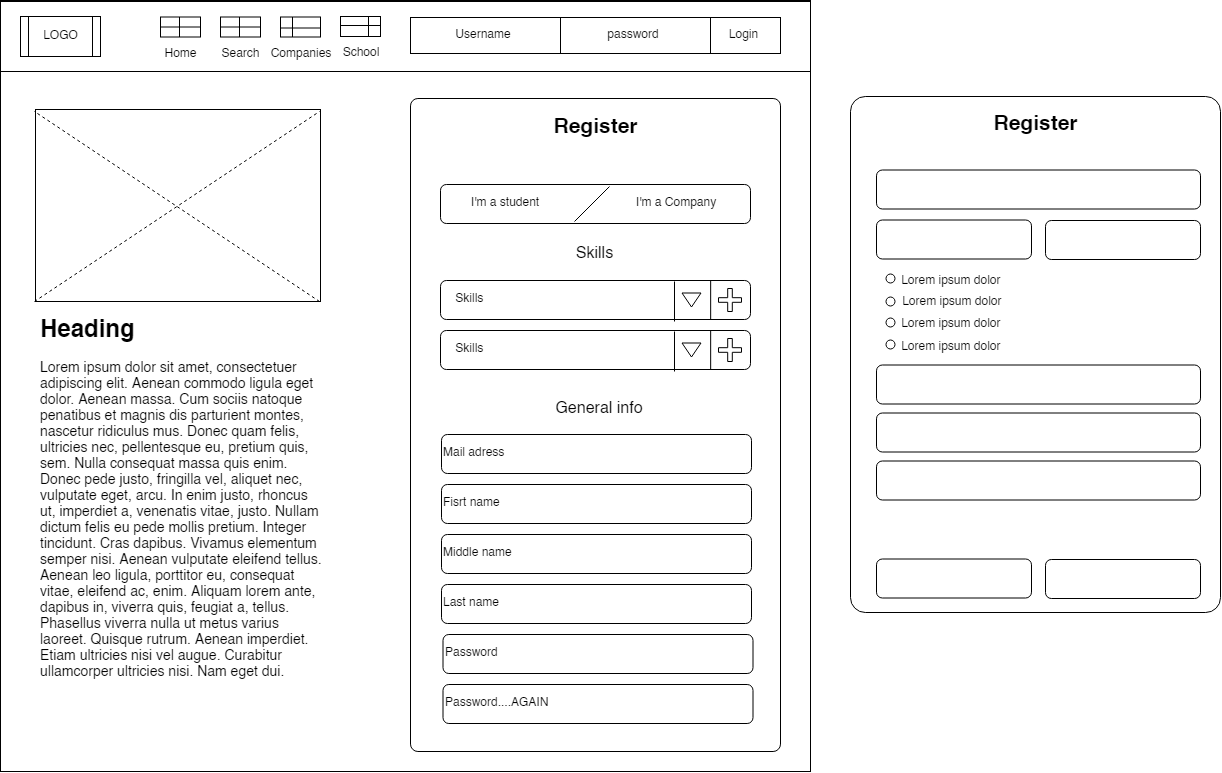 LOGO
Home
Search
Companies
School
Username
password
Login
Heading
Lorem ipsum dolor sit amet, consectetuer
adipiscing elit. Aenean commodo ligula eget
dolor. Aenean massa. Cum sociis natoque
penatibus et magnis dis parturient montes,
nascetur ridiculus mus. Donec quam felis,
ultricies nec, pellentesque eu, pretium quis,
sem. Nulla consequat massa quis enim.
Donec pede justo, fringilla vel, aliquet nec,
vulputate eget, arcu. In enim justo, rhoncus
ut, imperdiet a, venenatis vitae, justo. Nullam
dictum felis eu pede mollis pretium. Integer
tincidunt. Cras dapibus. Vivamus elementum
semper nisi. Aenean vulputate eleifend tellus.
Aenean leo ligula, porttitor eu, consequat
vitae, eleifend ac, enim. Aliquam lorem ante,
dapibus in, viverra quis, feugiat a, tellus.
Phasellus viverra nulla ut metus varius
laoreet. Quisque rutrum. Aenean imperdiet.
Etiam ultricies nisi vel augue. Curabitur
ullamcorper ultricies nisi. Nam eget dui.
Register
I'm a student
I'm a Company
Skills
Skills
Skills
General info
Mail adress
Fisrt name
Middle name
Last name
Password
Password....AGAIN
Register
Lorem ipsum dolor
Lorem ipsum dolor
Lorem ipsum dolor
Lorem ipsum dolor